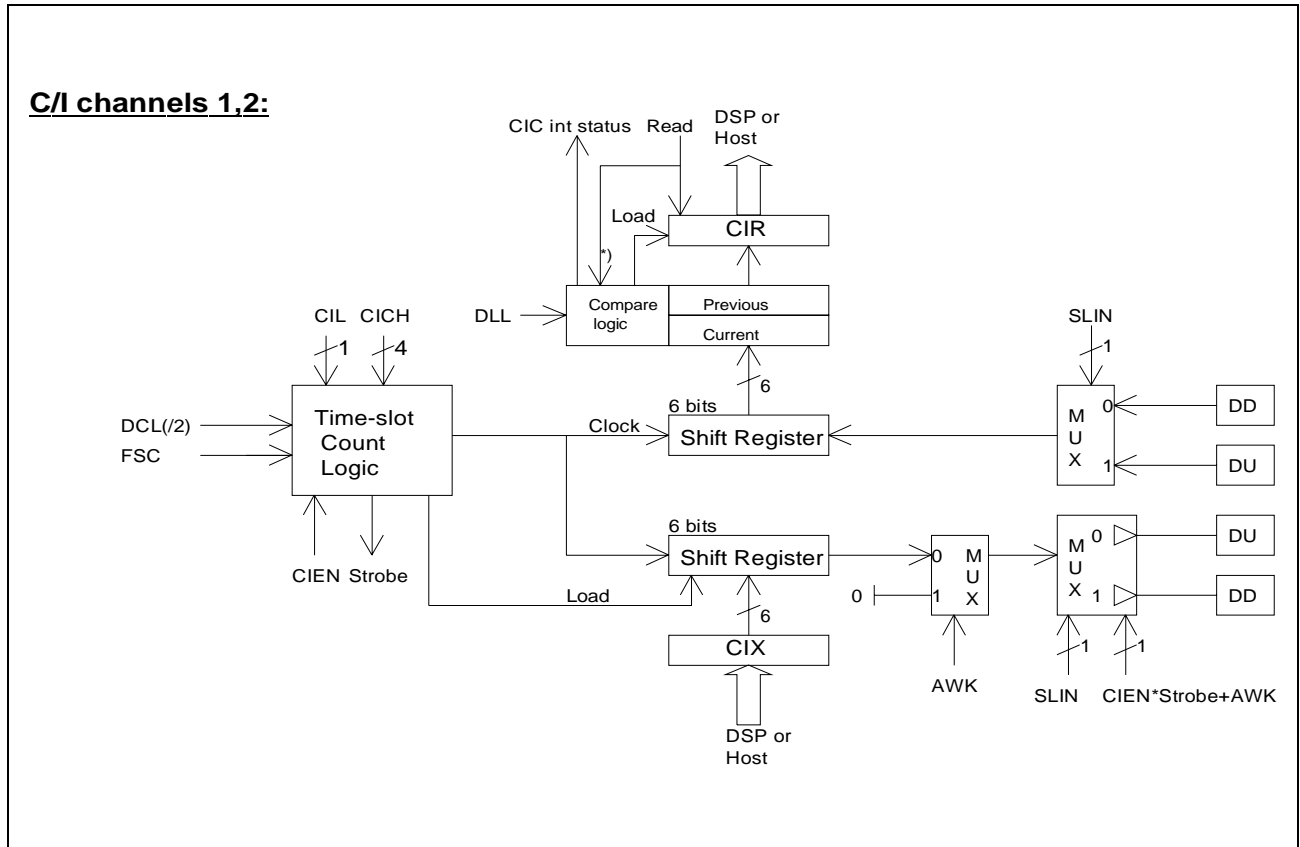 C/I channels 1,2:
CIC int status
Read
DSP or
Host
Load
CIR
*)
Compare
logic
Previous
Current
DLL
CIL
CICH
1
4
6
SLIN
1
DCL(/2)
FSC
Time-slot
Count
Logic
Clock
6 bits
Shift Register
0
M
U
X
1
DD
DU
CIEN
Strobe
Load
6 bits
Shift Register
6
CIX
DSP or
Host
0
0
1
M
U
X
AWK
M
U
X
0
1
DU
DD
1
1
SLIN
CIEN*Strobe+AWK